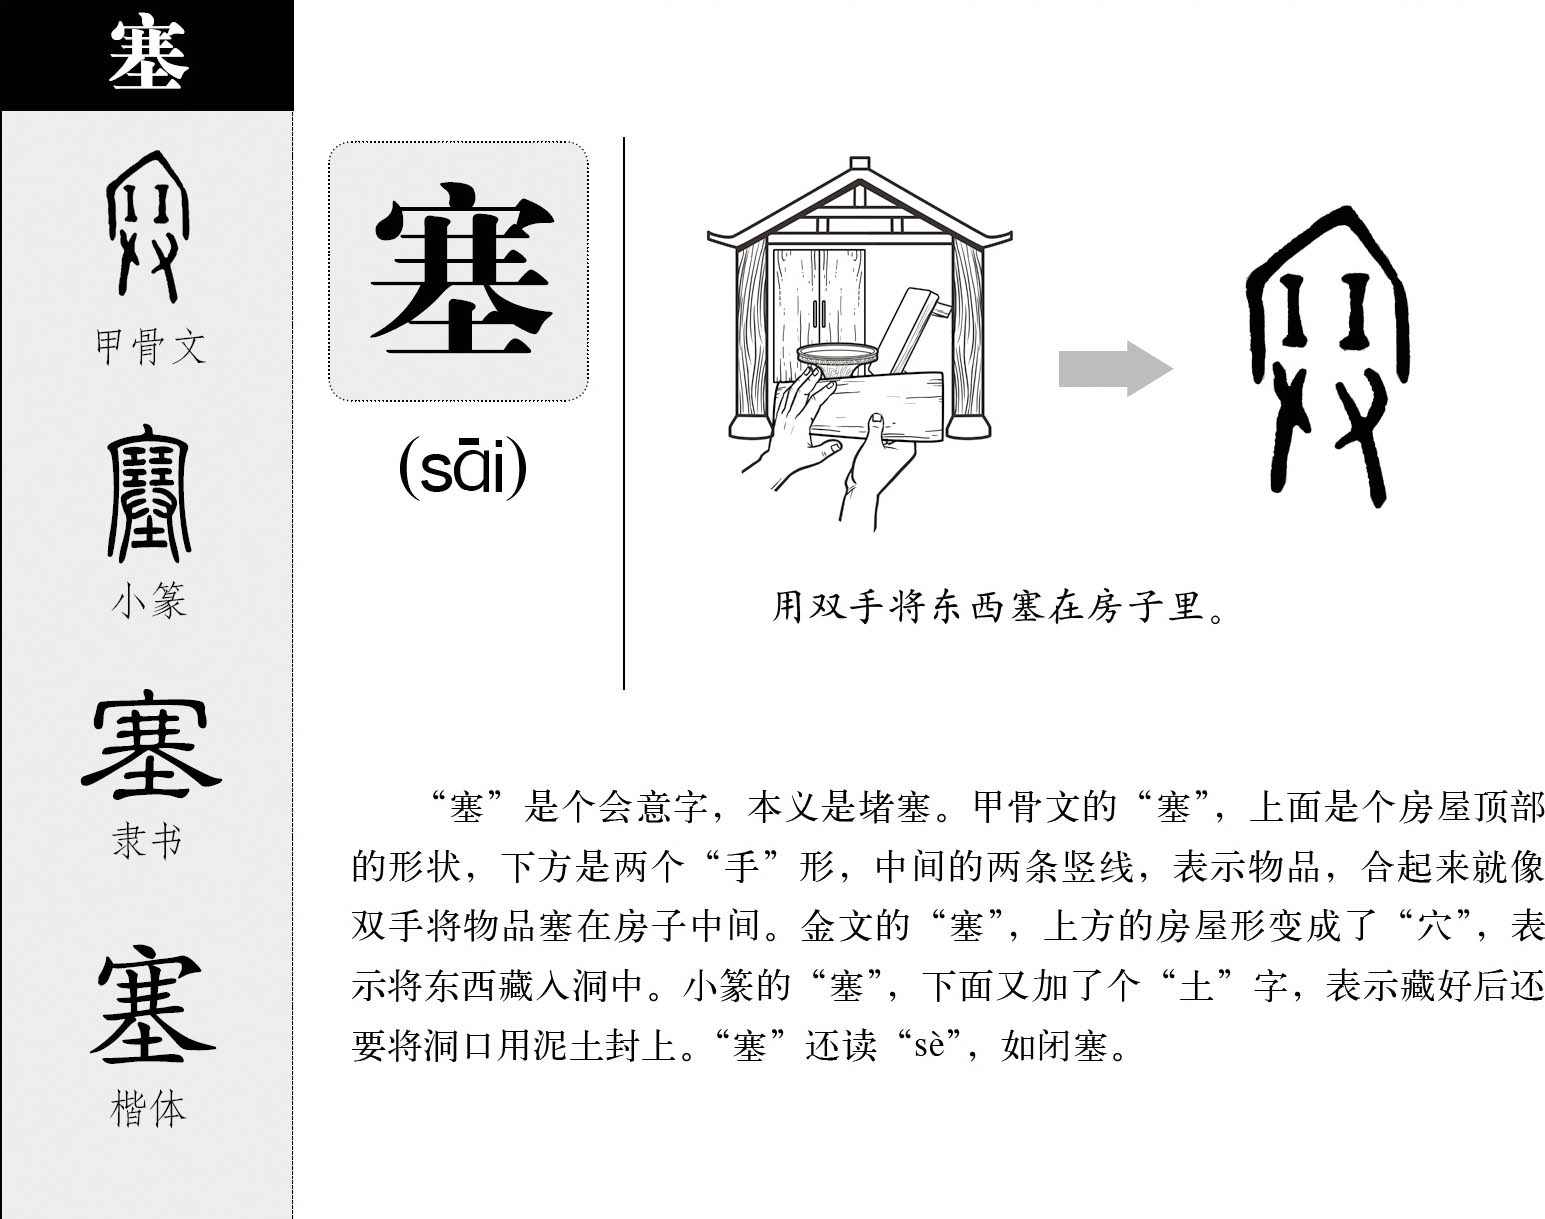 塞
甲骨文
小篆
隶书
楷体
塞
(sāi)
用双手将东西塞在房子里。
“塞”是个会意字，本义是堵塞。甲骨文的“塞”，上面是个房屋顶部
的形状，下方是两个“手”形，中间的两条竖线，表示物品，合起来就像
双手将物品塞在房子中间。金文的“塞”，上方的房屋形变成了“穴”，表
示将东西藏入洞中。小篆的“塞”，下面又加了个“土”字，表示藏好后还
要将洞口用泥土封上。“塞”还读“sè”，如闭塞。